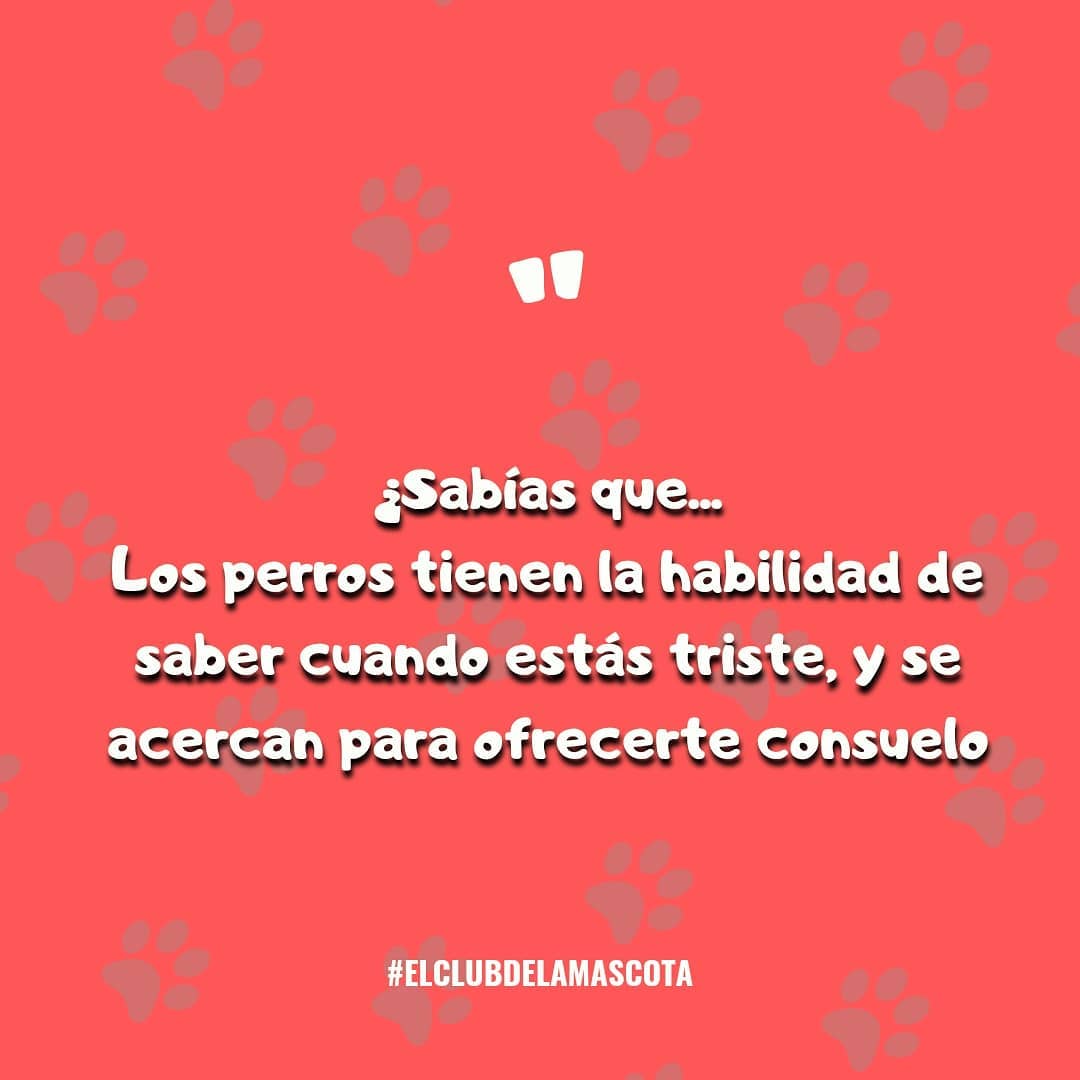 "
¿Sabías que...
Los perros tienen la habilidad de
saber cuando estás triste, y se
acercan para ofrecerte consuelo
#ELCLUBDELAMASCOTA